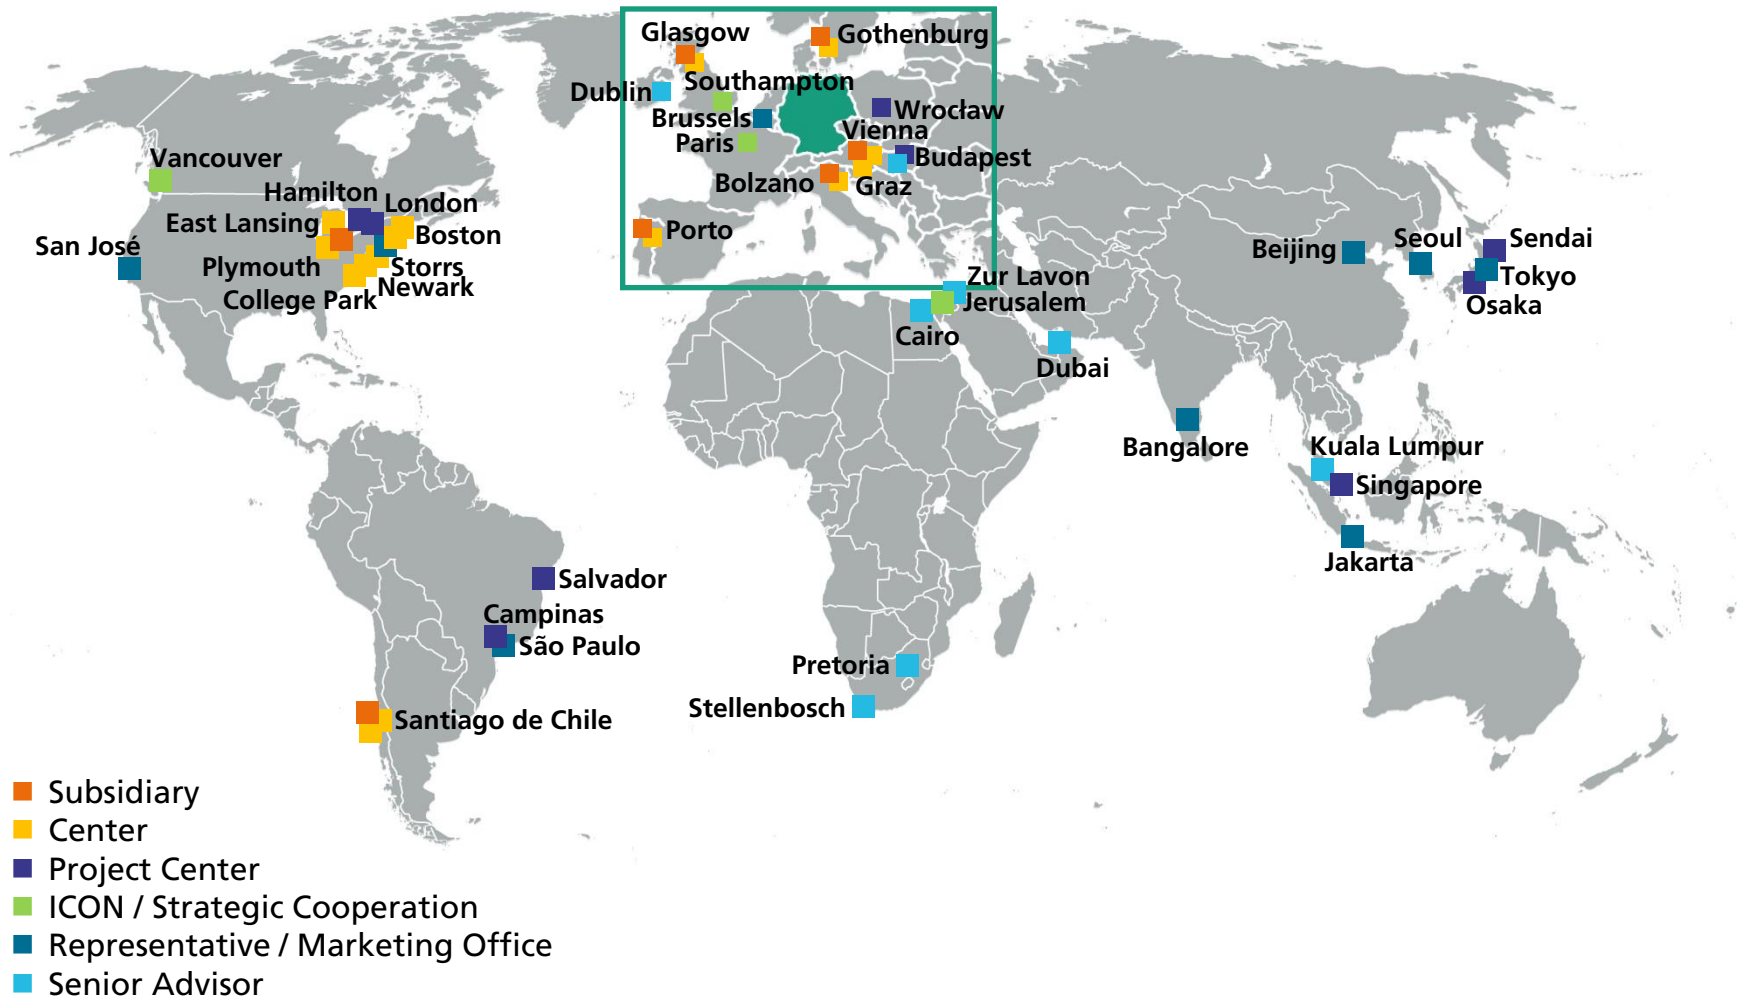 Glasgow
Gothenburg
Southampton
Dublin
Brussels
Wrocław
Vienna
Paris
Budapest
Bolzano
Graz
Porto
Vancouver
Hamilton
London
East Lansing
Boston
San José
Plymouth
Storrs
Newark
College Park
Zur Lavon
Jerusalem
Cairo
Dubai
Beijing
Seoul
Sendai
Tokyo
Osaka
Bangalore
Kuala Lumpur
Singapore
Jakarta
Salvador
Campinas
São Paulo
Pretoria
Stellenbosch
Santiago de Chile
Subsidiary
Center
Project Center
ICON / Strategic Cooperation
Representative / Marketing Office
Senior Advisor